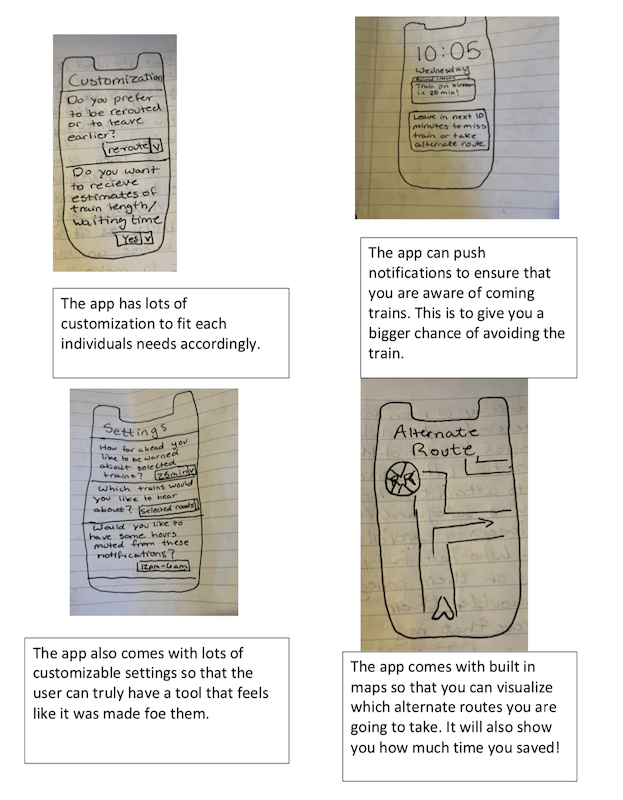 Customization
Do you prefer
to be rerouted
or to leave
earlier?
reroute v
Do you want
to recieve
estimates of
train length/
waiting time
Yes v
The app has lots of
customization to fit each
individuals needs accordingly.
10:05
Wednesday
Train on blossom
in 25 min!
Leave in next 10
minutes to miss
train or take
alternate route
The app can push
notifications to ensure that
you are aware of coming
trains. This is to give you a
bigger chance of avoiding the
train.
Settings
How far ahead you
like to be warned
about selected
trains? 25min v
Which trains would
you like to hear
about? selected roads
Would you like to
have some hours
muted from these
notifications?
12pm-6am
The app also comes with lots of
customizable settings so that the
user can truly have a tool that feels
like it was made foe them.
Alternate
Route
RR
The app comes with built in
maps so that you can visualize
which alternate routes you are
going to take. It will also show
you how much time you saved!